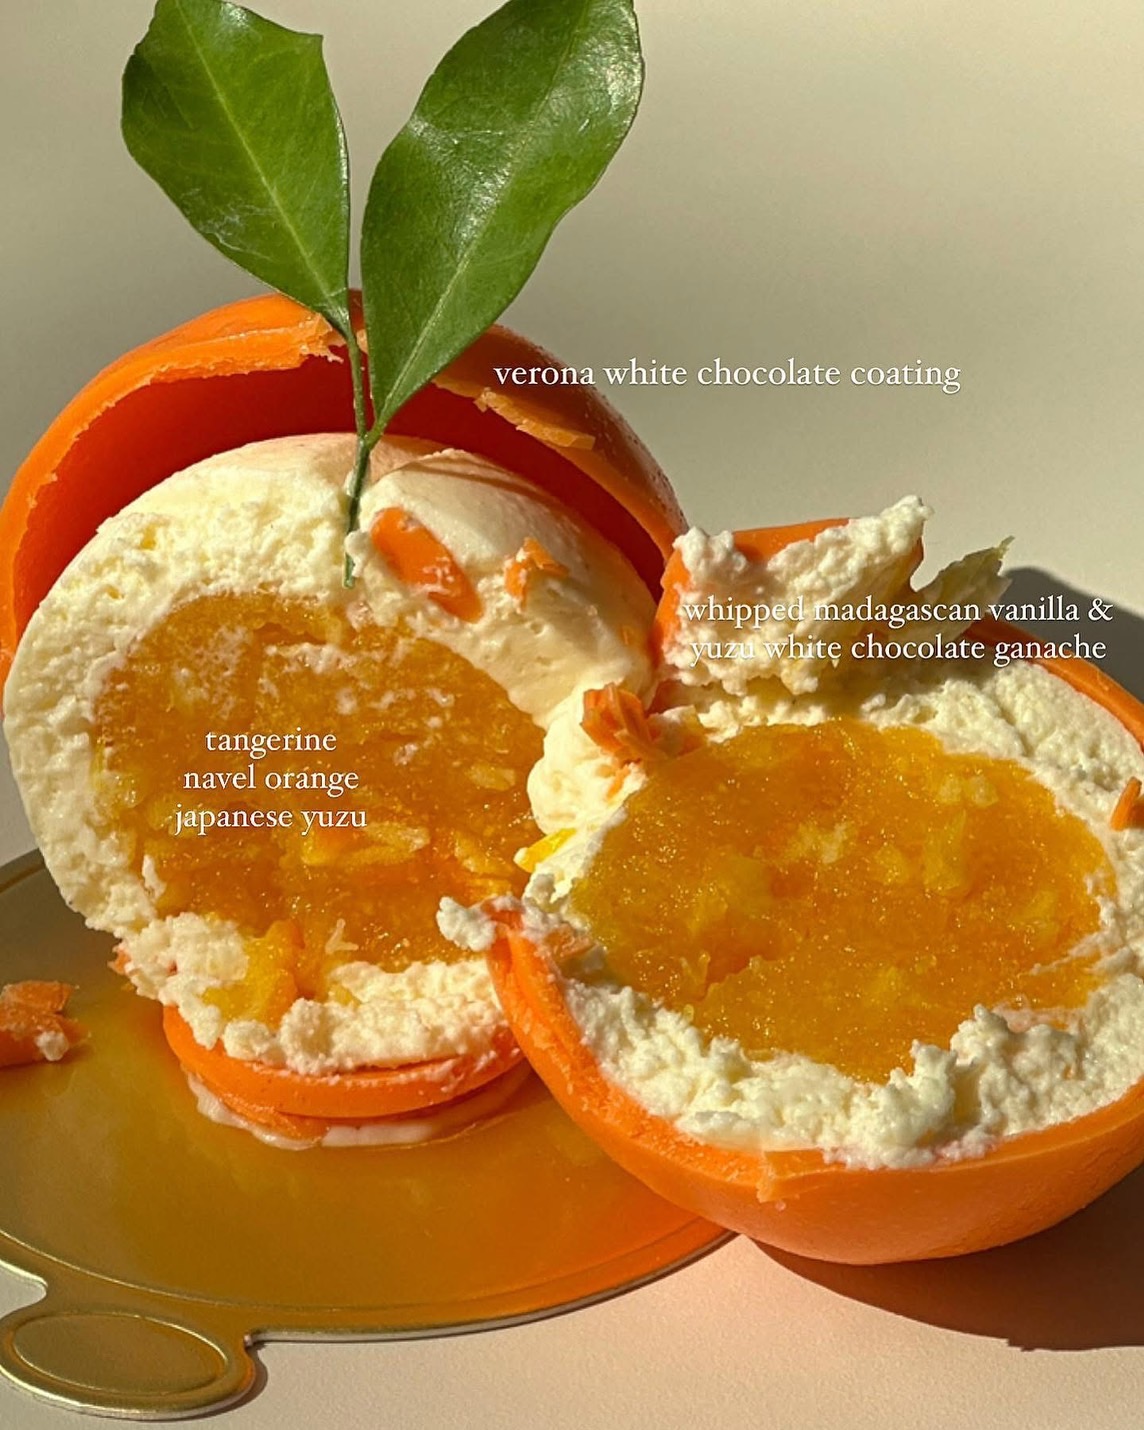 verona white chocolate coating
whipped madagascan vanilla &
yuzu white chocolate ganache
tangerine
navel orange
japanese yuzu